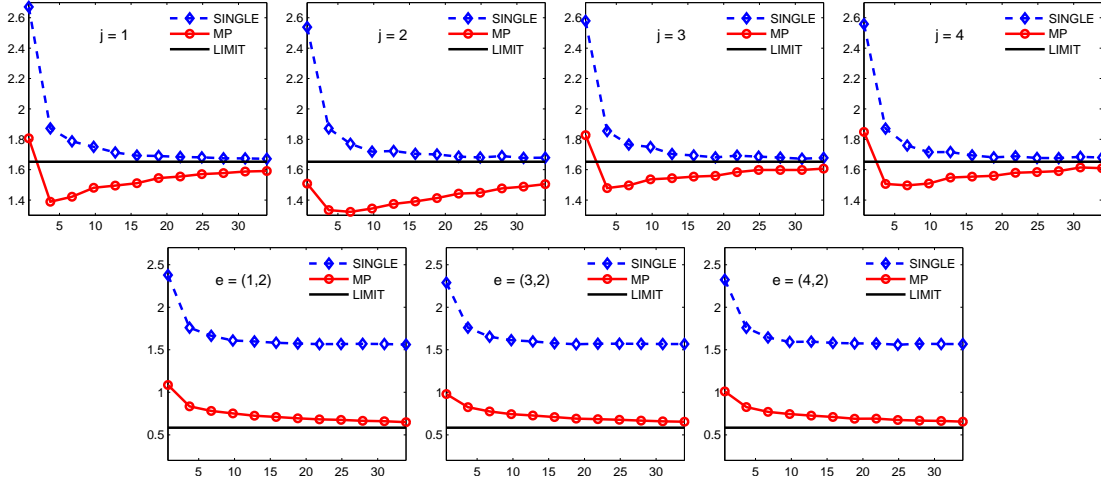 2.6
2.4
2.2
2
1.8
1.6
1.4
5 10 15 20 25 30
j = 1
SINGLE
MP
LIMIT
2.6
2.4
2.2
2
1.8
1.6
1.4
5 10 15 20 25 30
j = 2
SINGLE
MP
LIMIT
2.6
2.4
2.2
2
1.8
1.6
1.4
5 10 15 20 25 30
j = 3
SINGLE
MP
LIMIT
2.6
2.4
2.2
2
1.8
1.6
1.4
5 10 15 20 25 30
j = 4
SINGLE
MP
LIMIT
2.5
2
1.5
1
0.5
5 10 15 20 25 30
e = (1,2)
SINGLE
MP
LIMIT
2.5
2
1.5
1
0.5
5 10 15 20 25 30
e = (3,2)
SINGLE
MP
LIMIT
2.5
2
1.5
1
0.5
5 10 15 20 25 30
e = (4,2)
SINGLE
MP
LIMIT